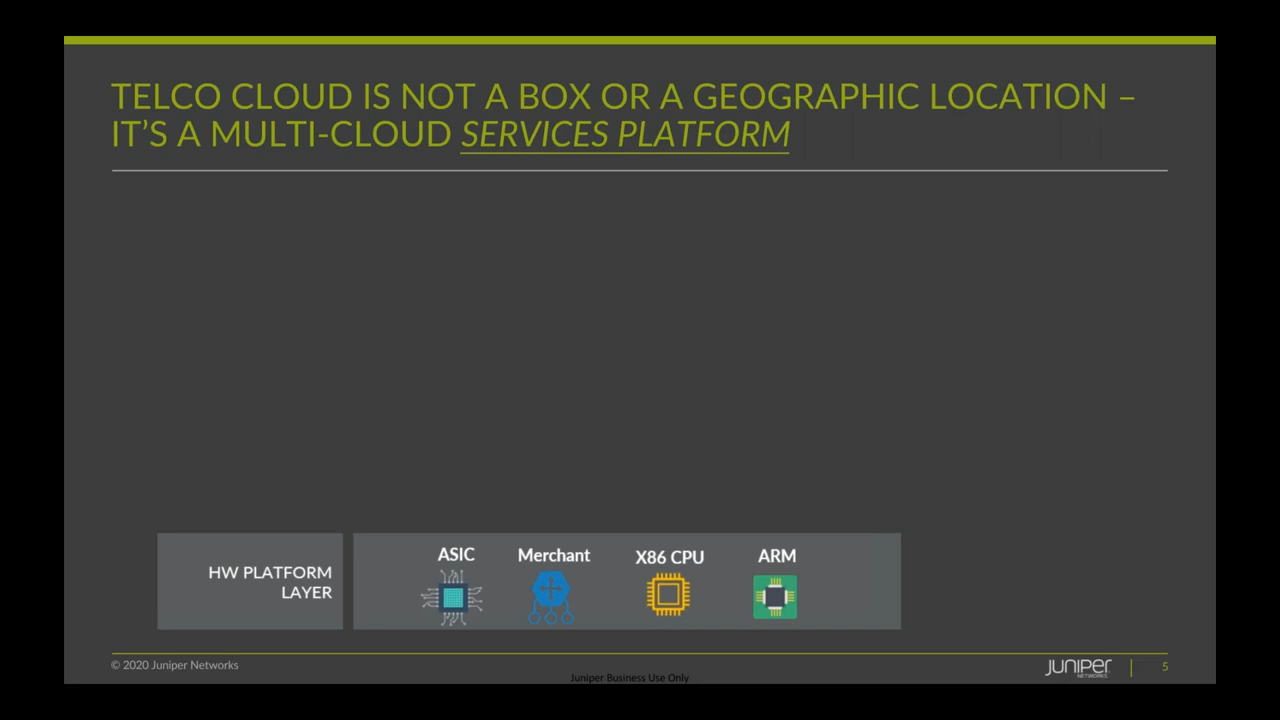 TELCO CLOUD IS NOT A BOX OR A GEOGRAPHIC LOCATION –
IT’S A MULTI-CLOUD SERVICES PLATFORM
HW PLATFORM
LAYER
ASIC
Merchant
X86 CPU
ARM
© 2020 Juniper Networks
Juniper Business Use Only
JUNIPER
NETWORKS
5